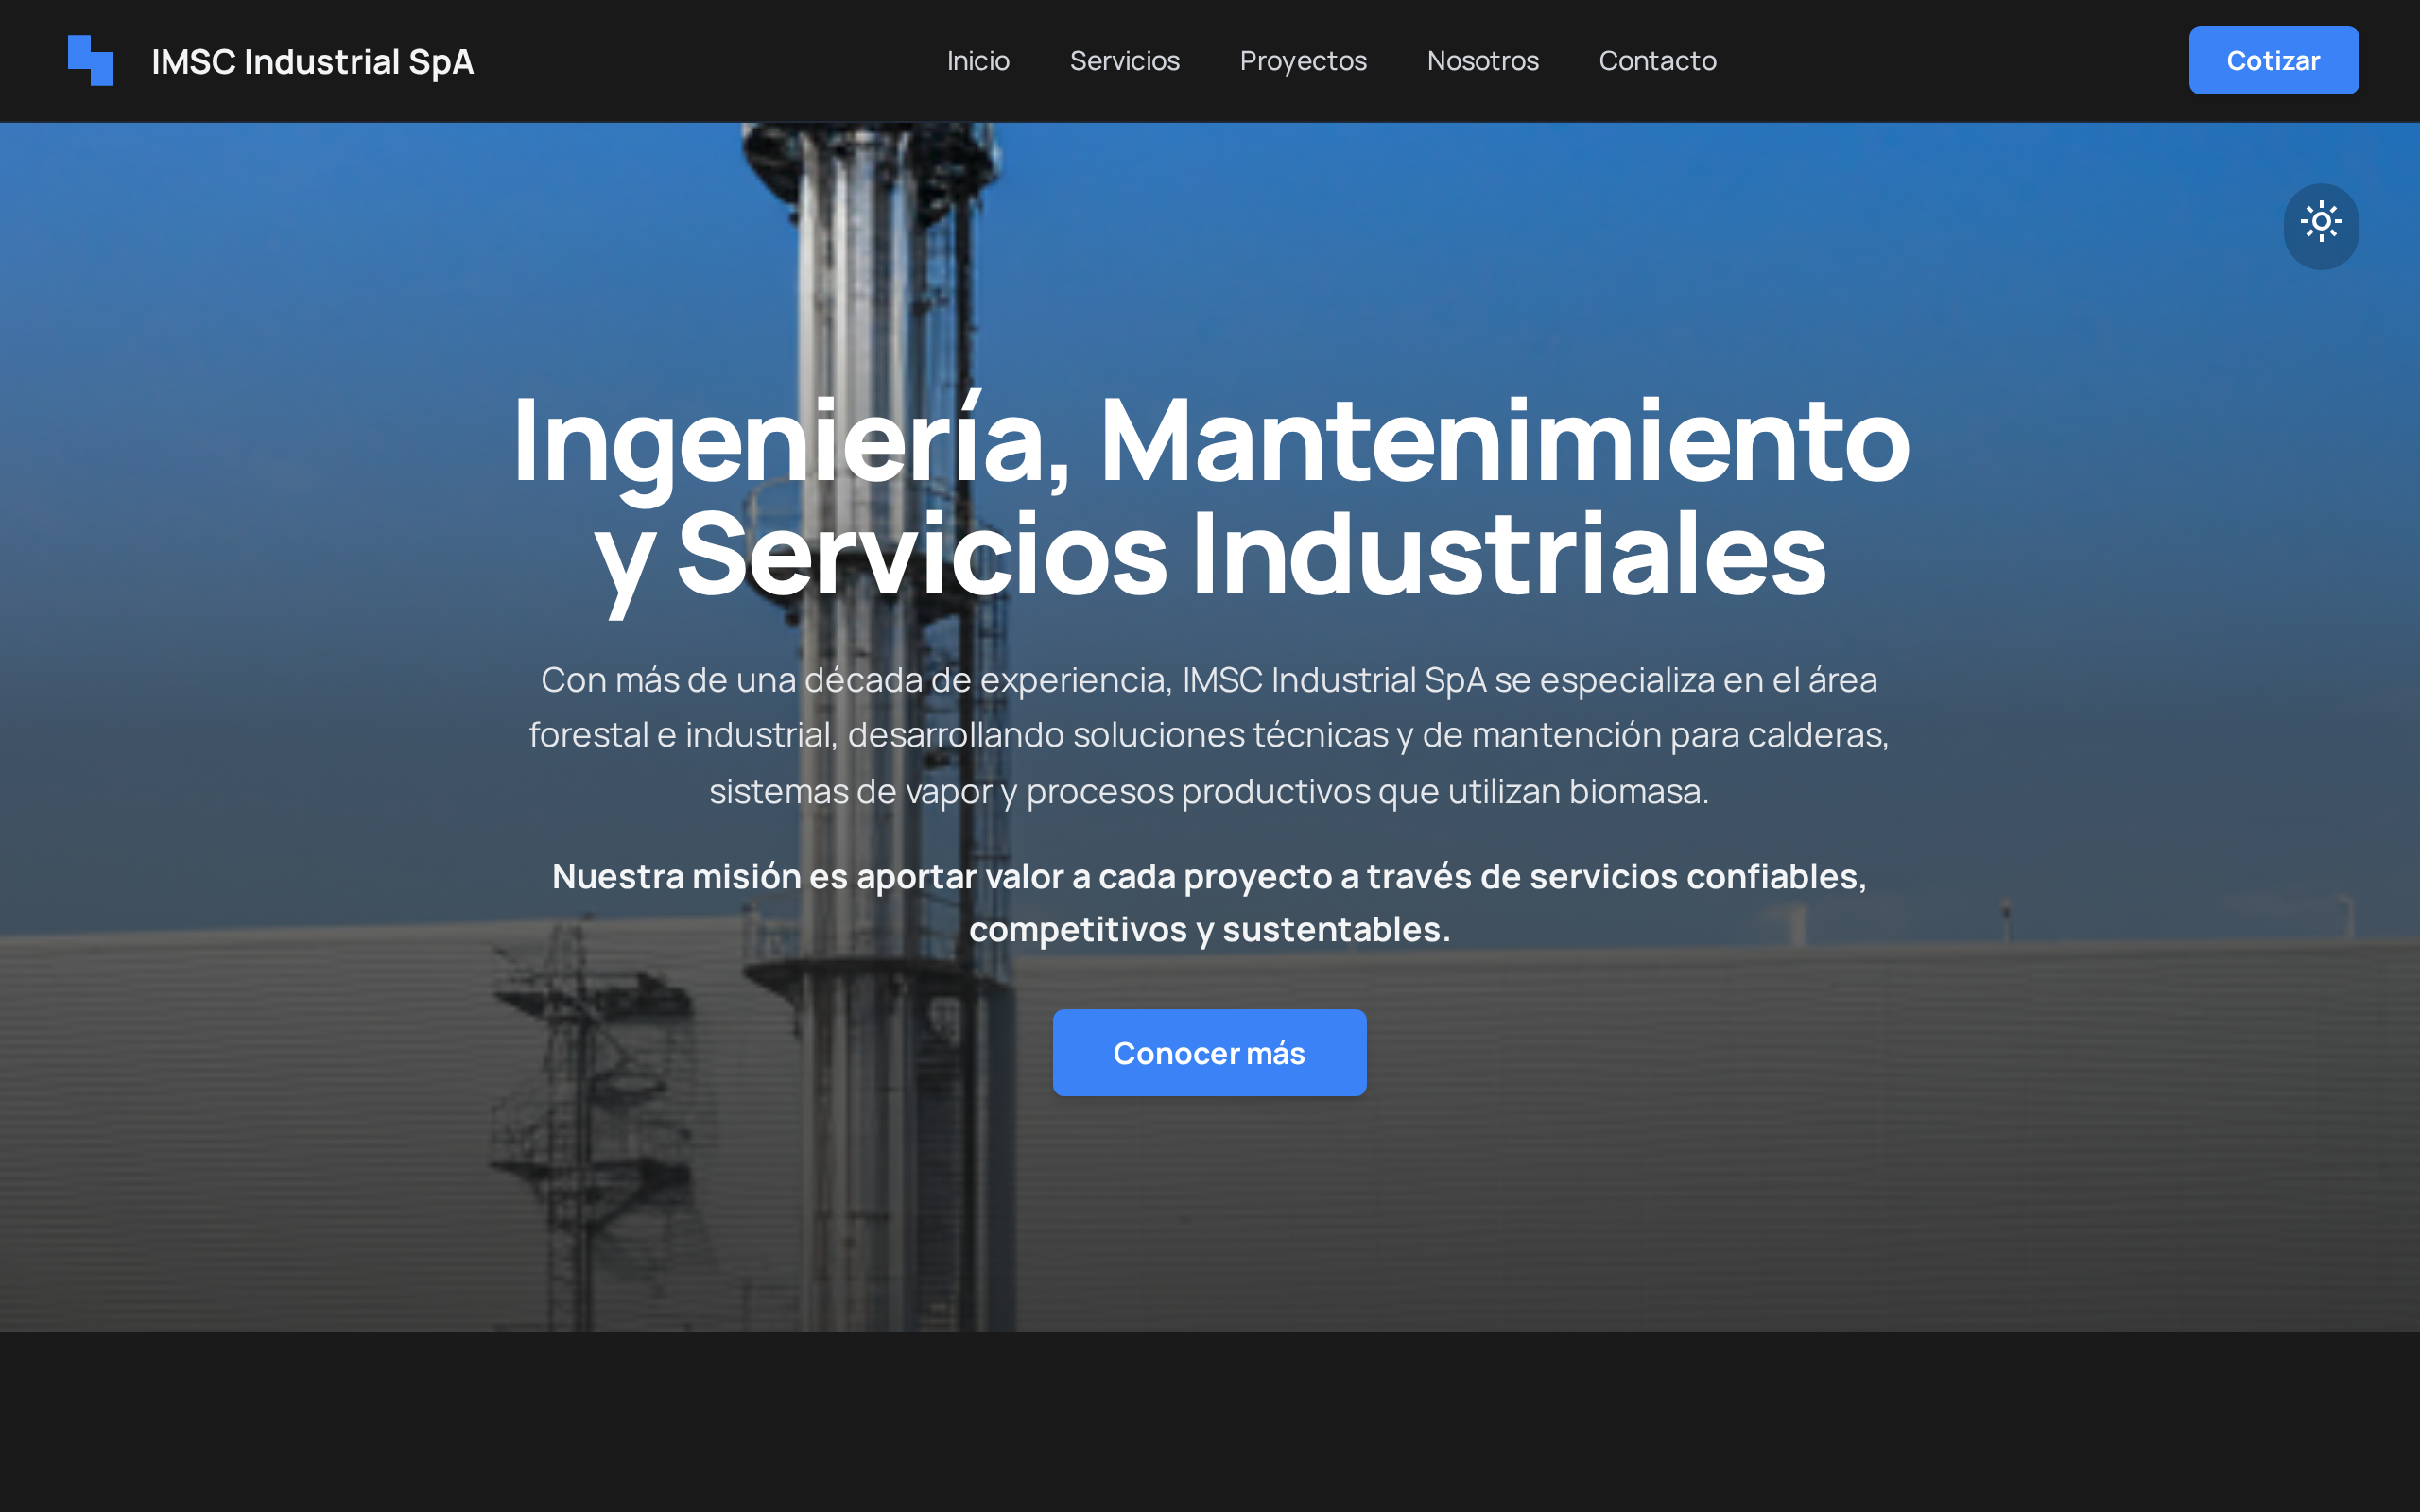 IMSC Industrial SpA
Inicio
Servicios
Proyectos
Nosotros
Contacto
Cotizar
Ingeniería, Mantenimiento
y Servicios Industriales
Con más de una década de experiencia, IMSC Industrial SpA se especializa en el área
forestal e industrial, desarrollando soluciones técnicas y de mantención para calderas,
sistemas de vapor y procesos productivos que utilizan biomasa.
Nuestra misión es aportar valor a cada proyecto a través de servicios confiables,
competitivos y sustentables.
Conocer más